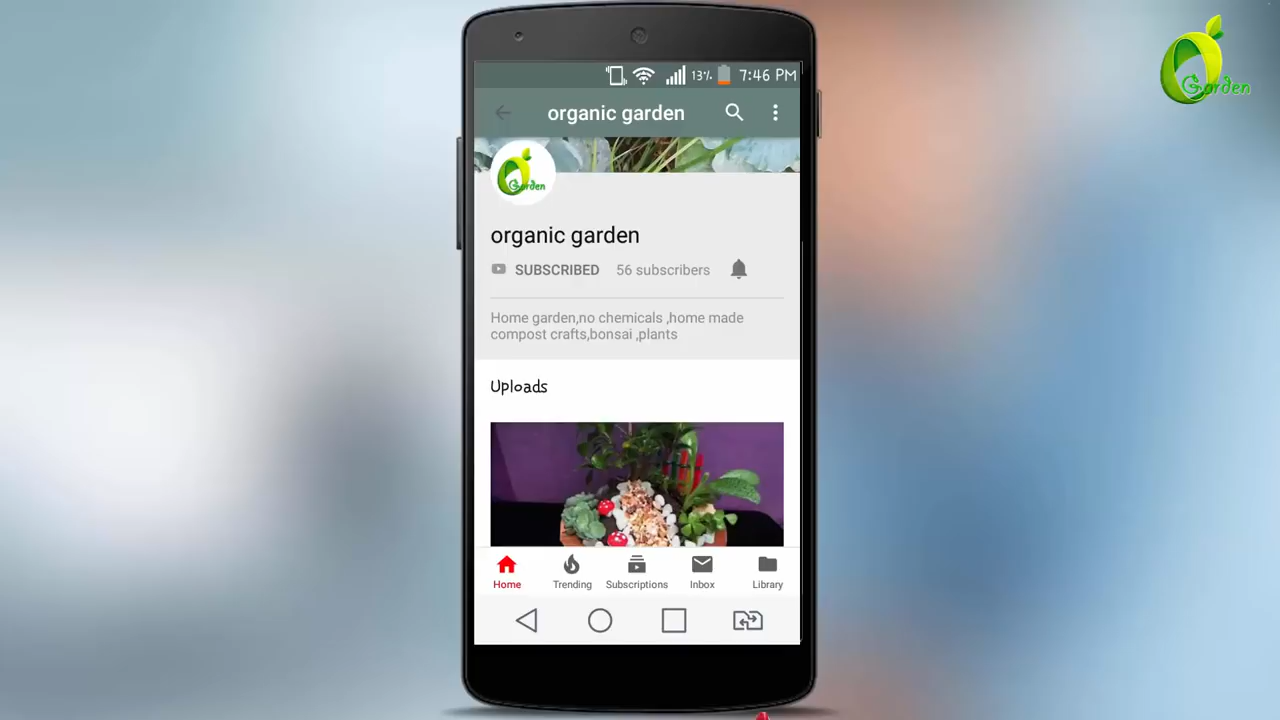 Garden
13% 7:46 PM
organic garden
Garden
organic garden
SUBSCRIBED 56 subscribers
Home garden,no chemicals ,home made
compost crafts,bonsai ,plants
Uploads
Home Trending Subscriptions Inbox Library